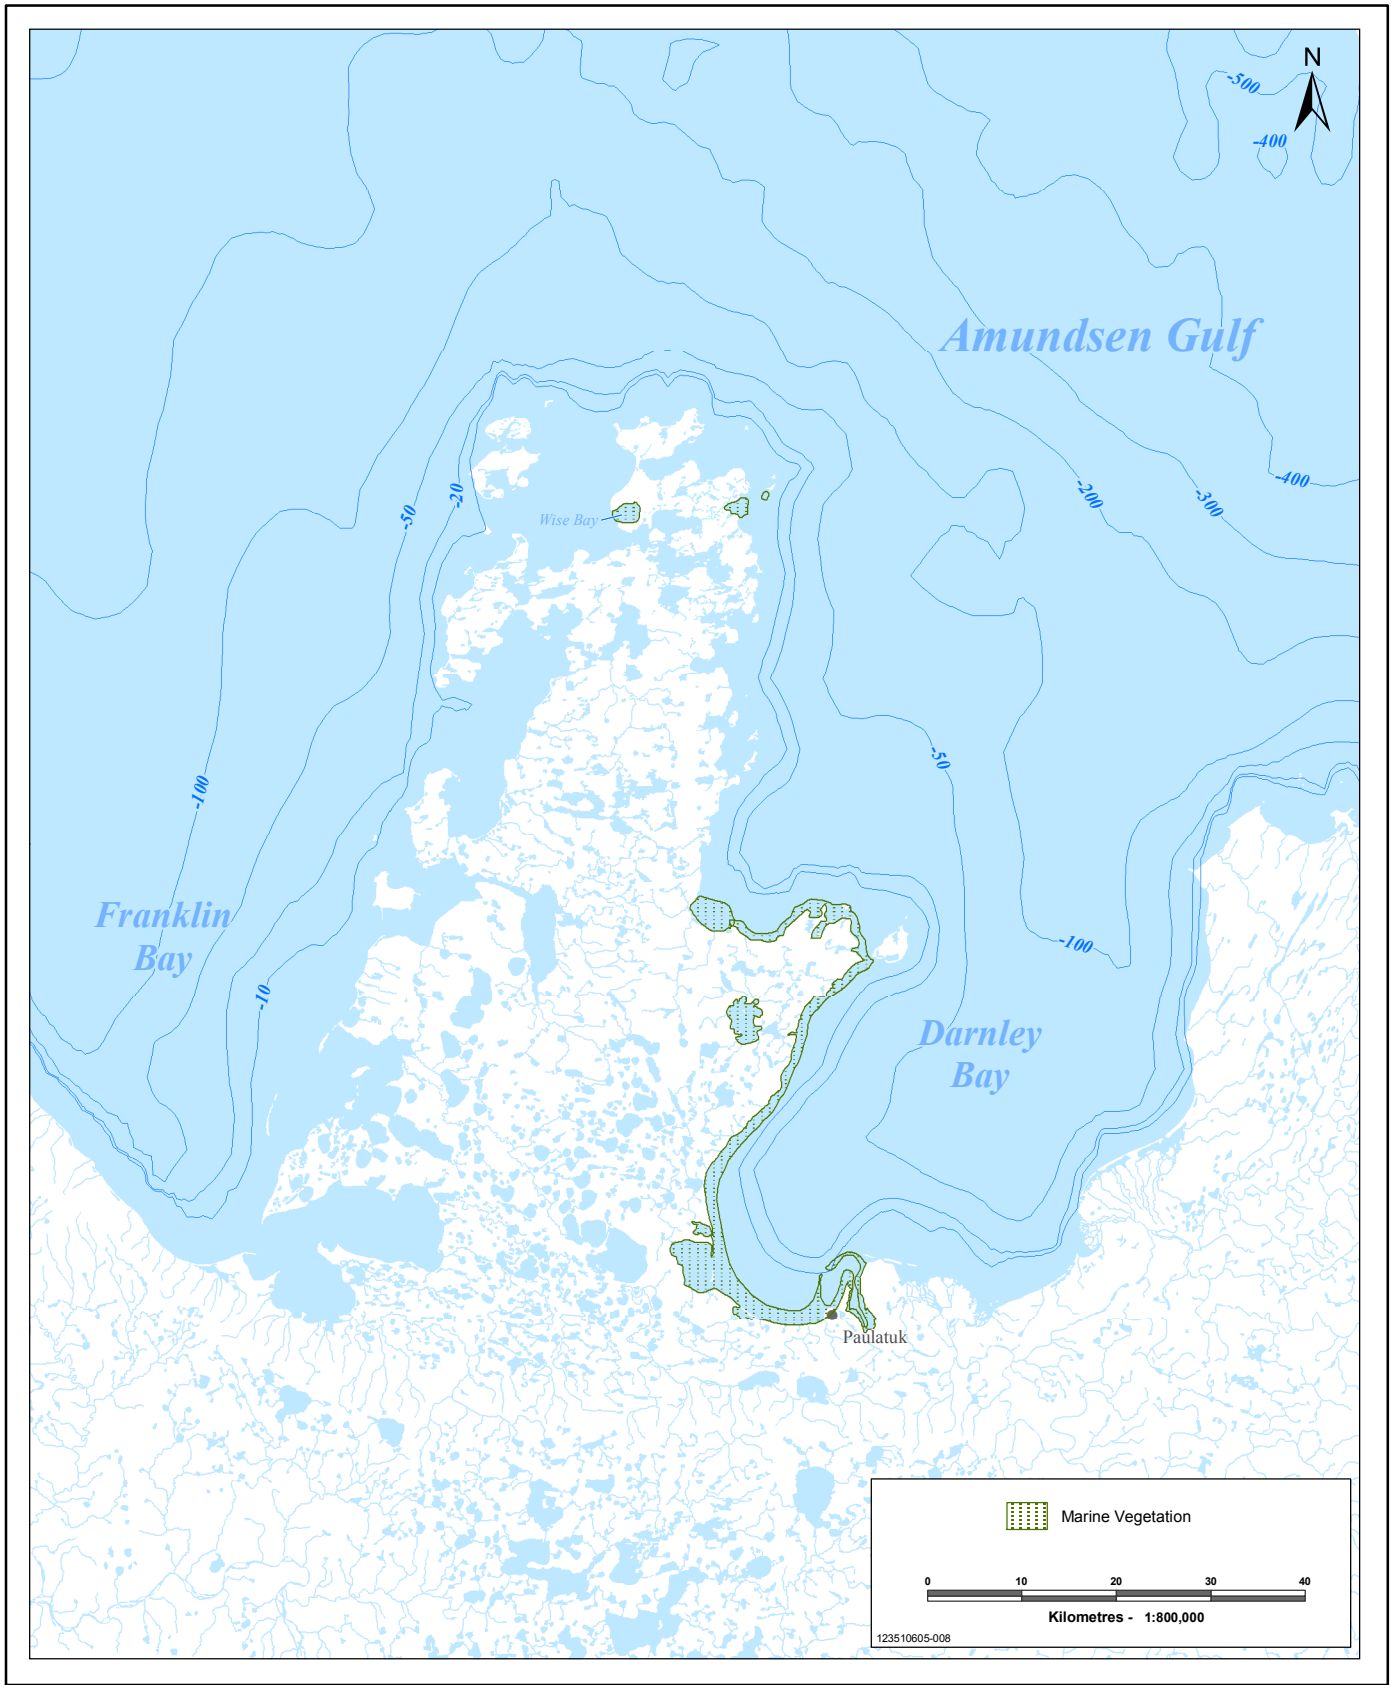 N
-500
-400
Amundsen Gulf
-400
-20
-200
-300
-50
Wise Bay
-50
-100
Franklin
Bay
-100
-10
Darnley
Bay
Paulatuk
Marine Vegetation
0 10 20 30 40
Kilometres - 1:800,000
123510605-008